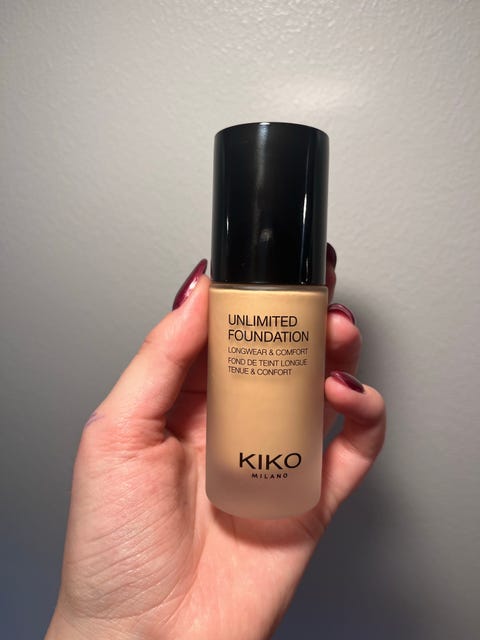 UNLIMITED
FOUNDATION
LONGWEAR & COMFORT
FOND DE TEINT LONGUE
TENUE & CONFORT
KIKO
MILANO